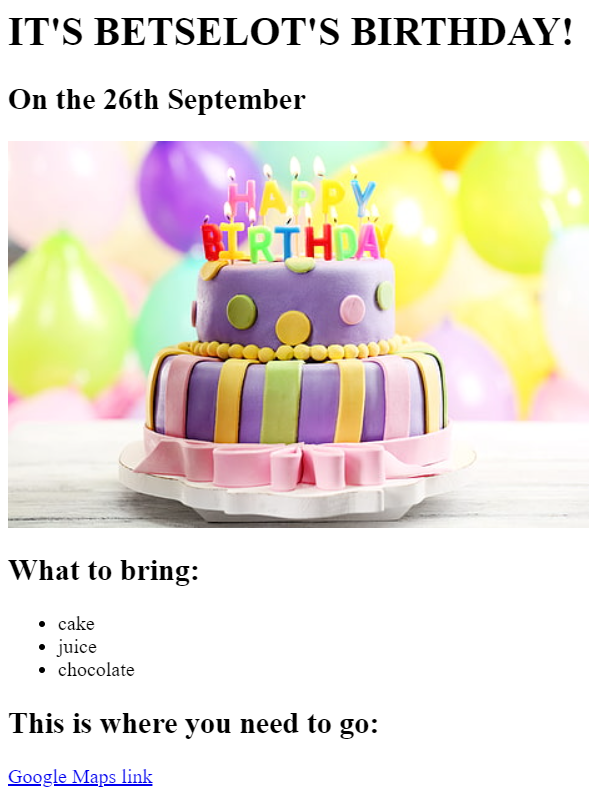 IT'S BETSELOT'S BIRTHDAY!
On the 26th September
HAPPY
BIRTHDAY
What to bring:
cake
juice
chocolate
This is where you need to go:
Google Maps link